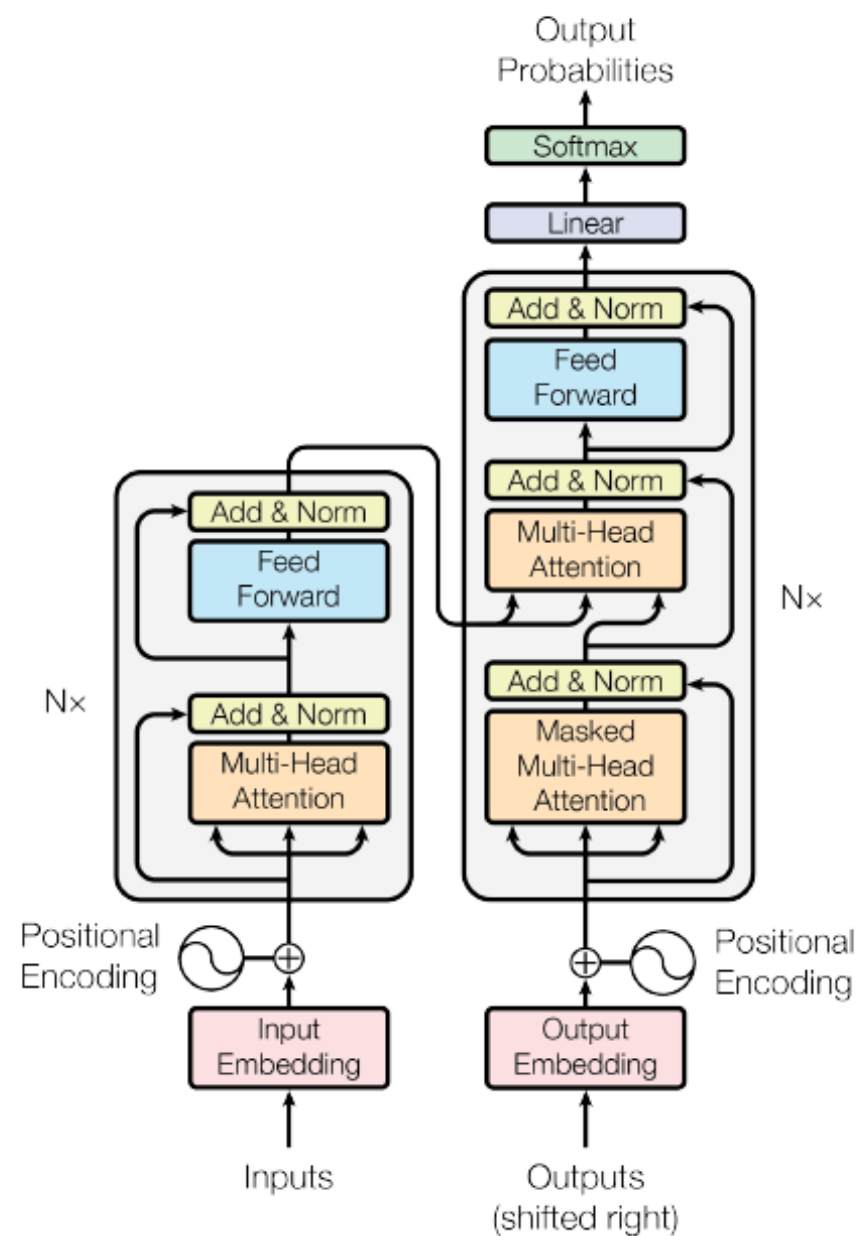 Output
Probabilities
Softmax
Linear
Add & Norm
Feed
Forward
Add & Norm
Multi-Head
Attention
N×
Add & Norm
Masked
Multi-Head
Attention
Add & Norm
Feed
Forward
N×
Add & Norm
Multi-Head
Attention
Positional
Encoding
Positional
Encoding
Input
Embedding
Output
Embedding
Inputs
Outputs
(shifted right)